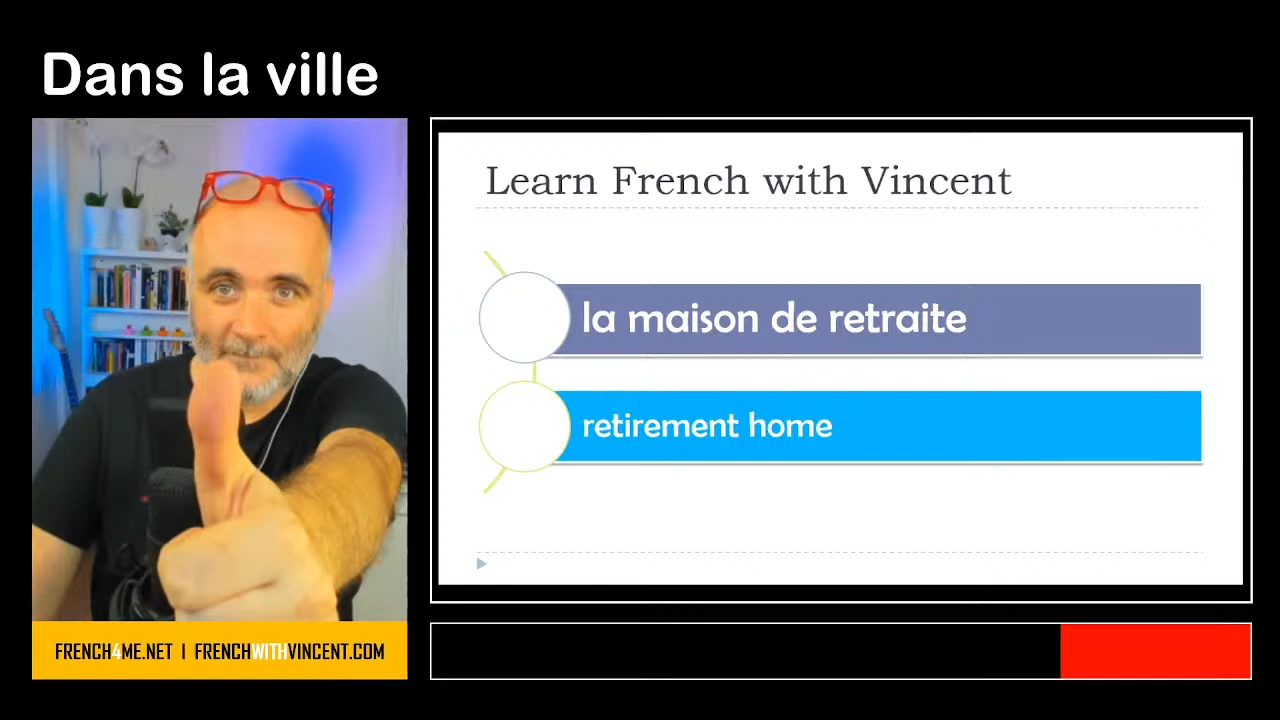 Dans la ville
Learn French with Vincent
la maison de retraite
retirement home
FRENCH4ME.NET | FRENCHWITHVINCENT.COM